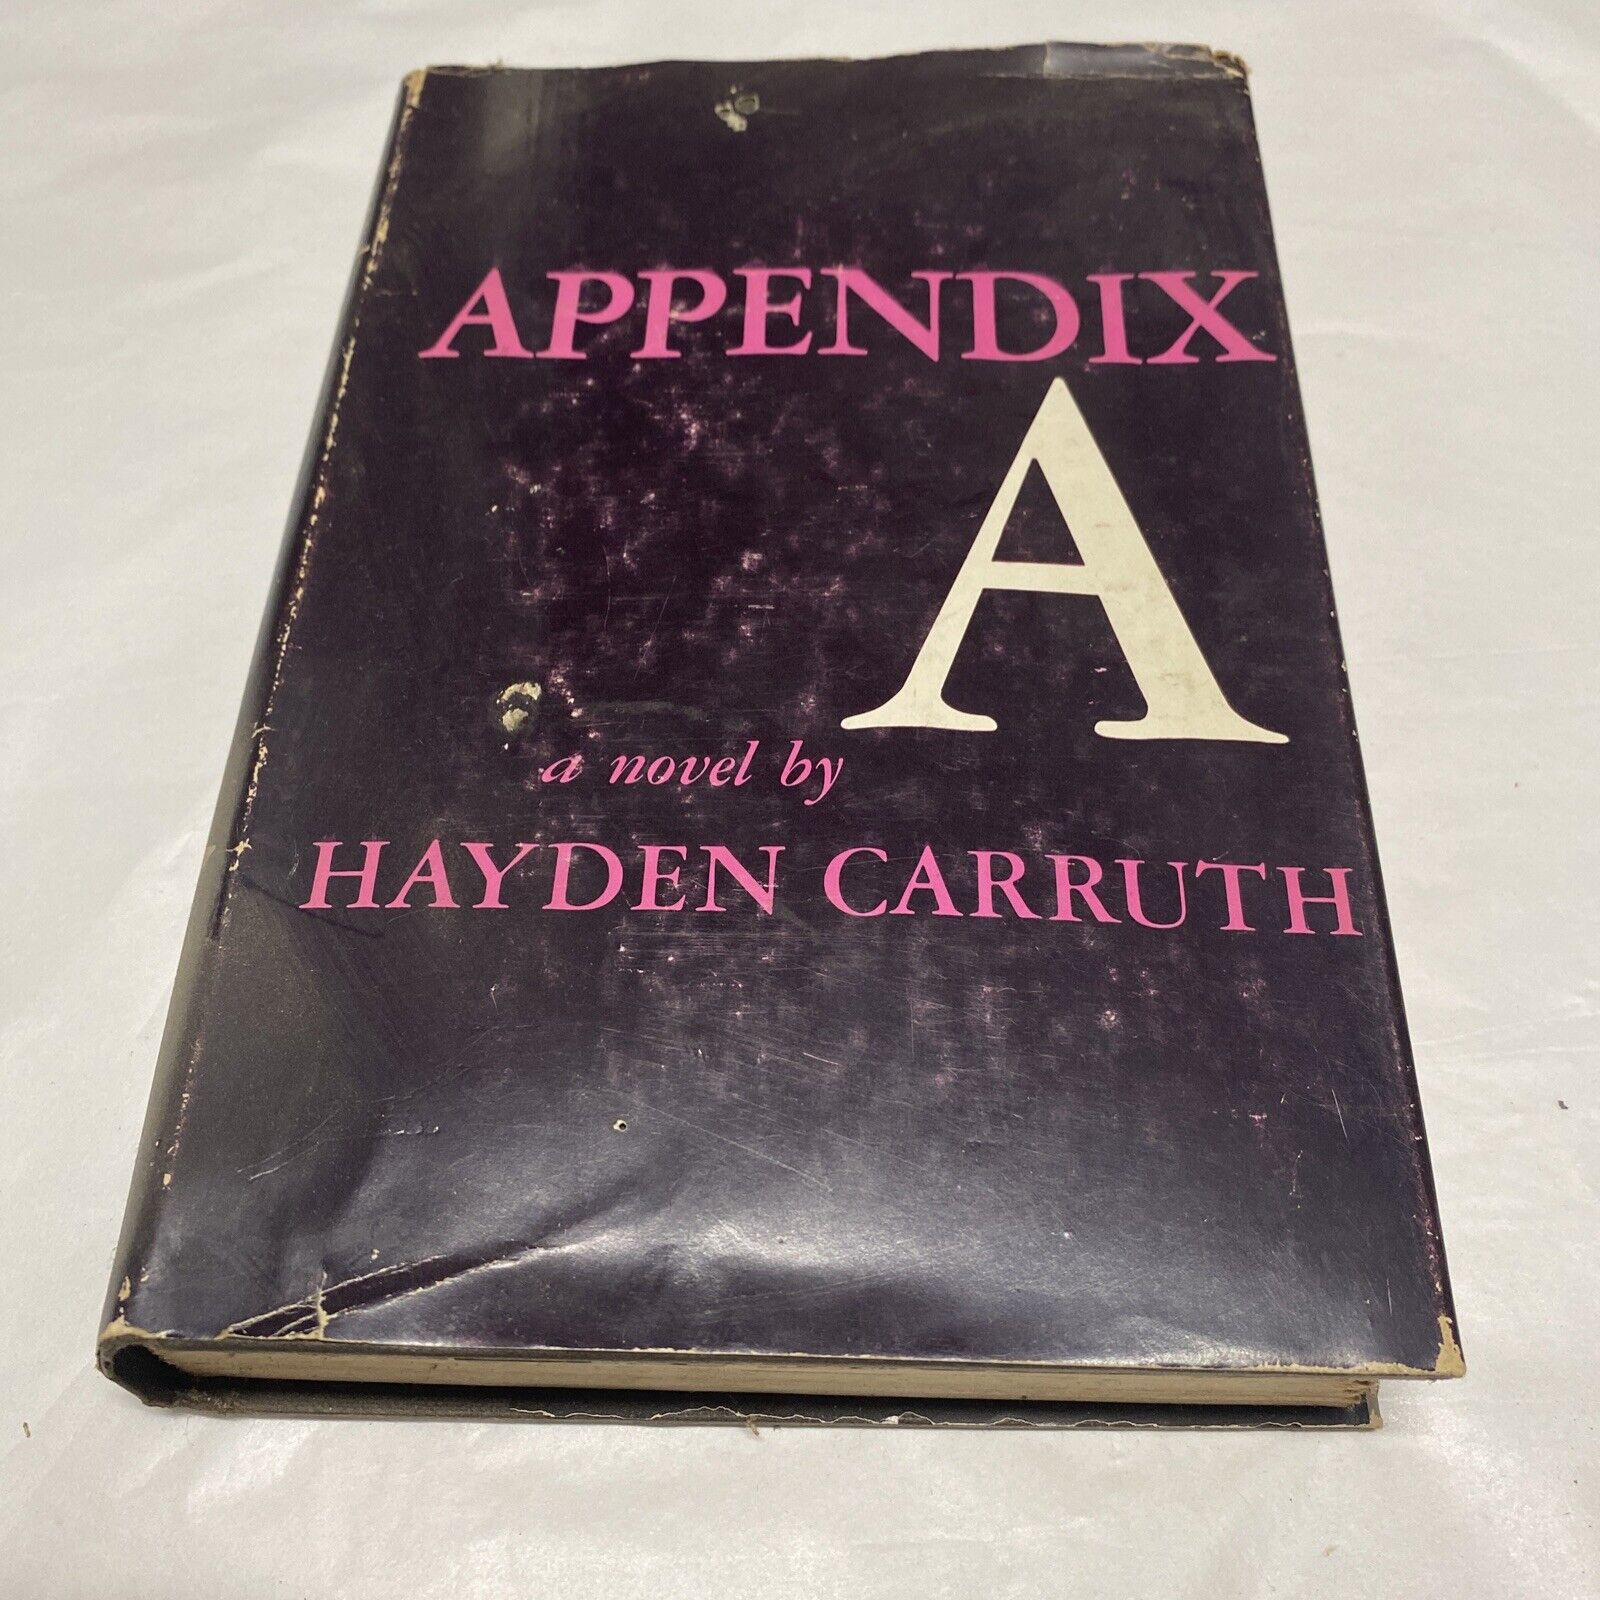 APPENDIX
A
a novel by
HAYDEN CARRUTH